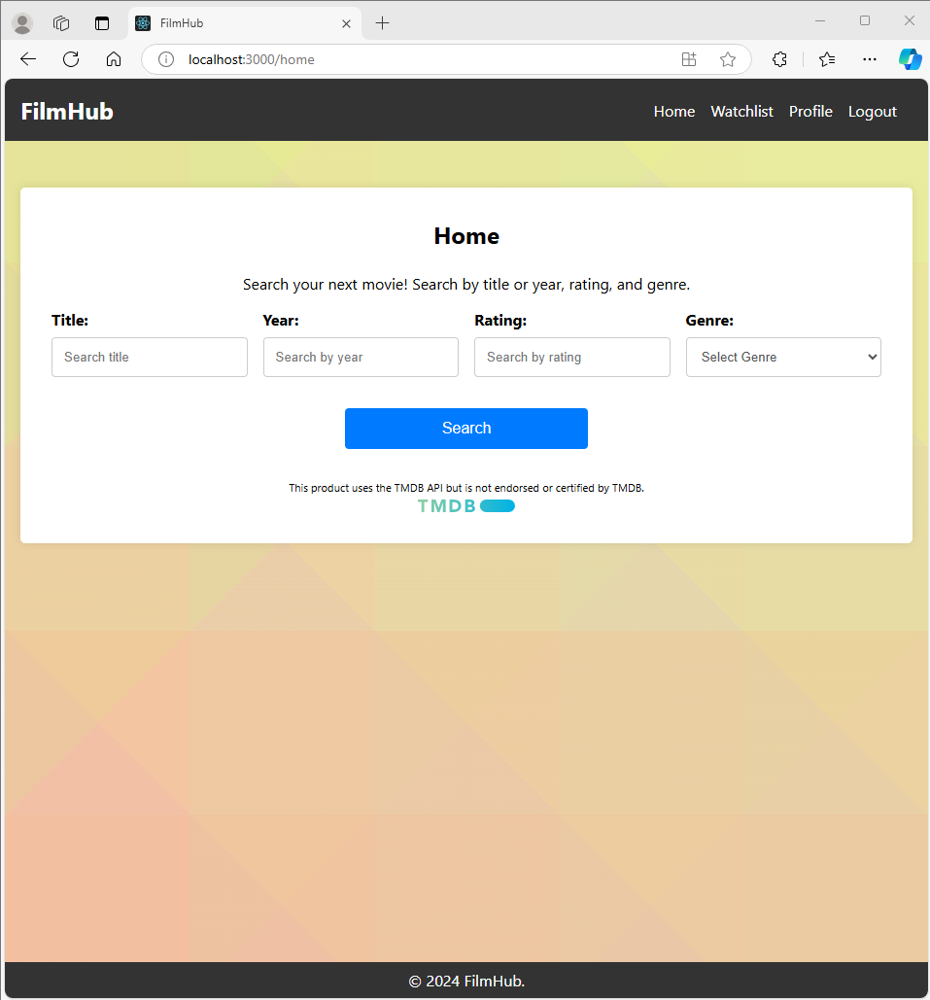 FilmHub
localhost:3000/home
FilmHub
Home Watchlist Profile Logout
Home
Search your next movie! Search by title or year, rating, and genre.
Title: Year: Rating: Genre:
Search title Search by year Search by rating Select Genre
Search
This product uses the TMDB API but is not endorsed or certified by TMDB.
TMDB
© 2024 FilmHub.